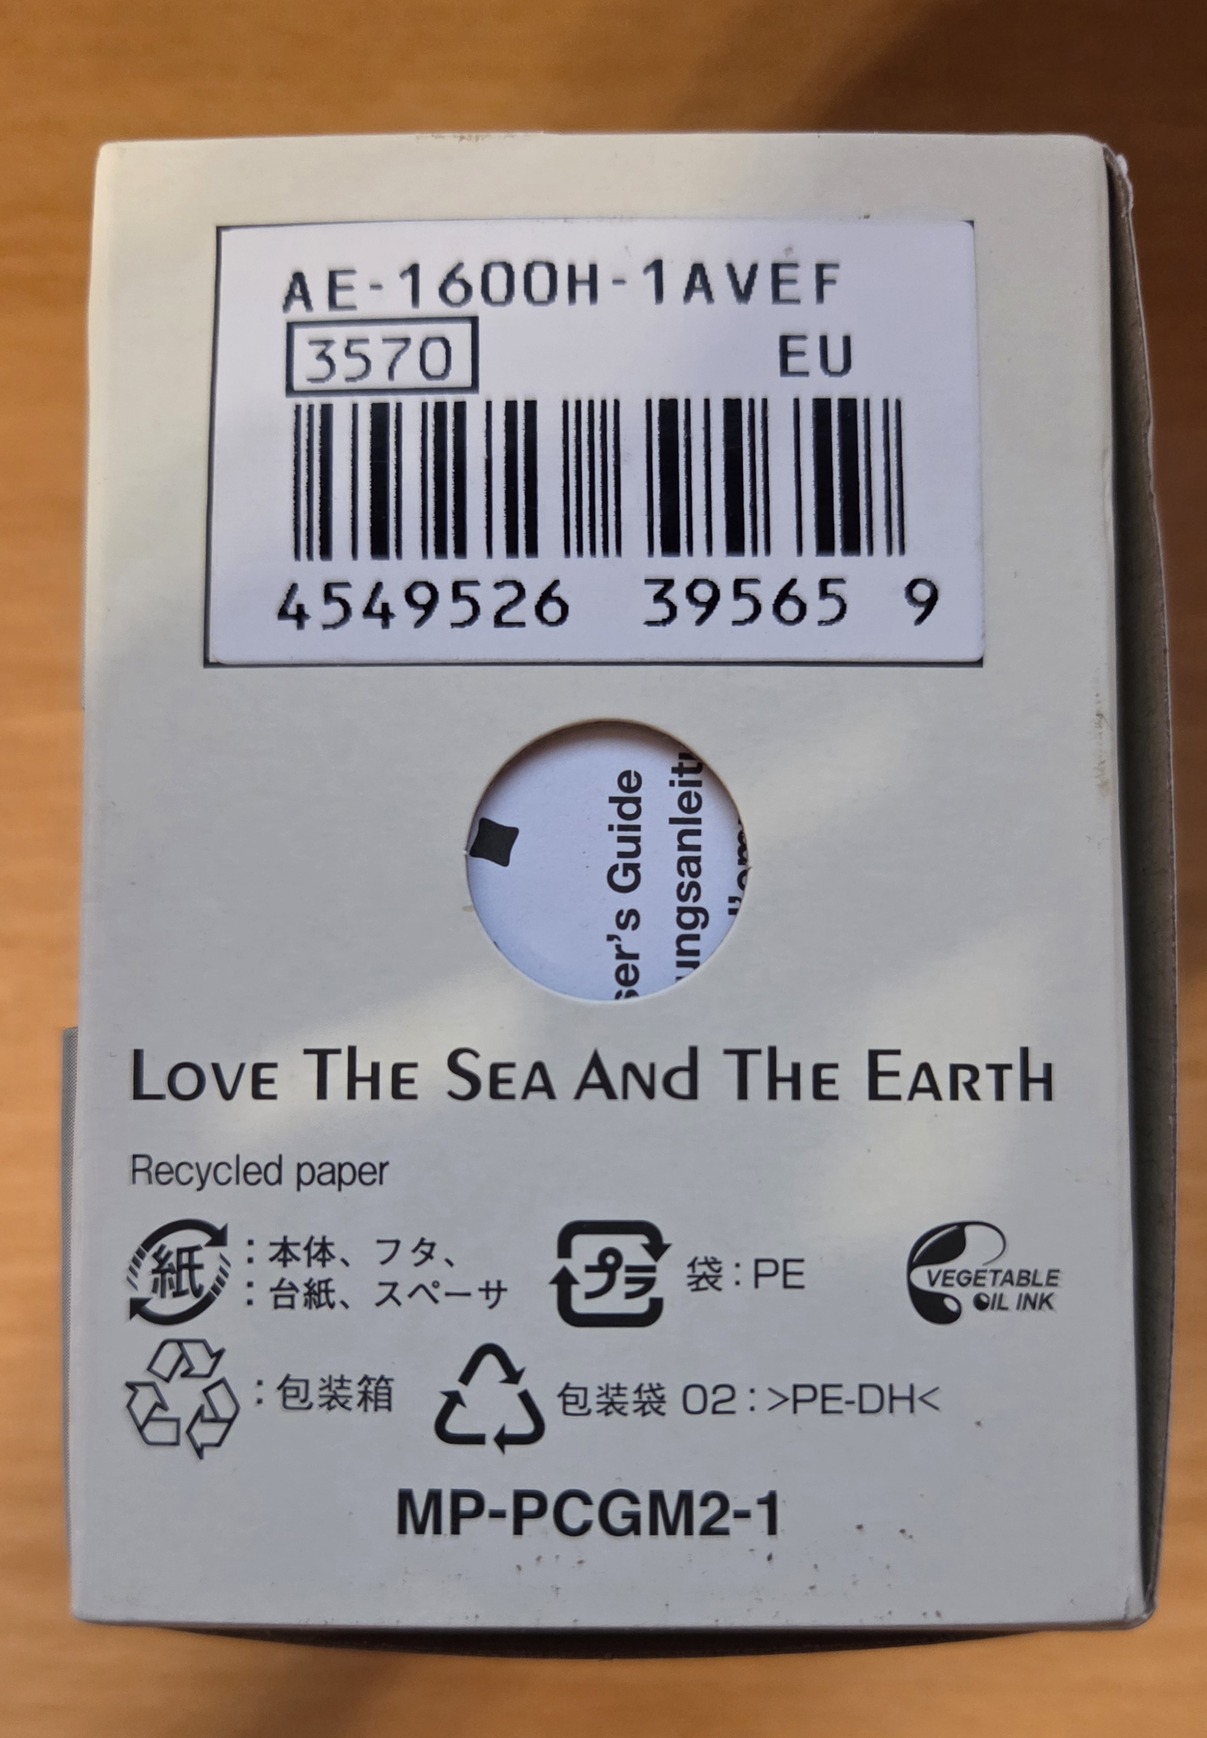 AE-1600H-1AVEF
3570 EU
4549526 39565 9
ser's Guide
ungsanleitu
LOVE THE SEA AND THE EARTH
Recycled paper
紙 : 本体、フタ、
: 台紙、スペーサ
プラ 袋 : PE
VEGETABLE
OIL INK
: 包装箱
包装袋 02 : >PE-DH<
MP-PCGM2-1